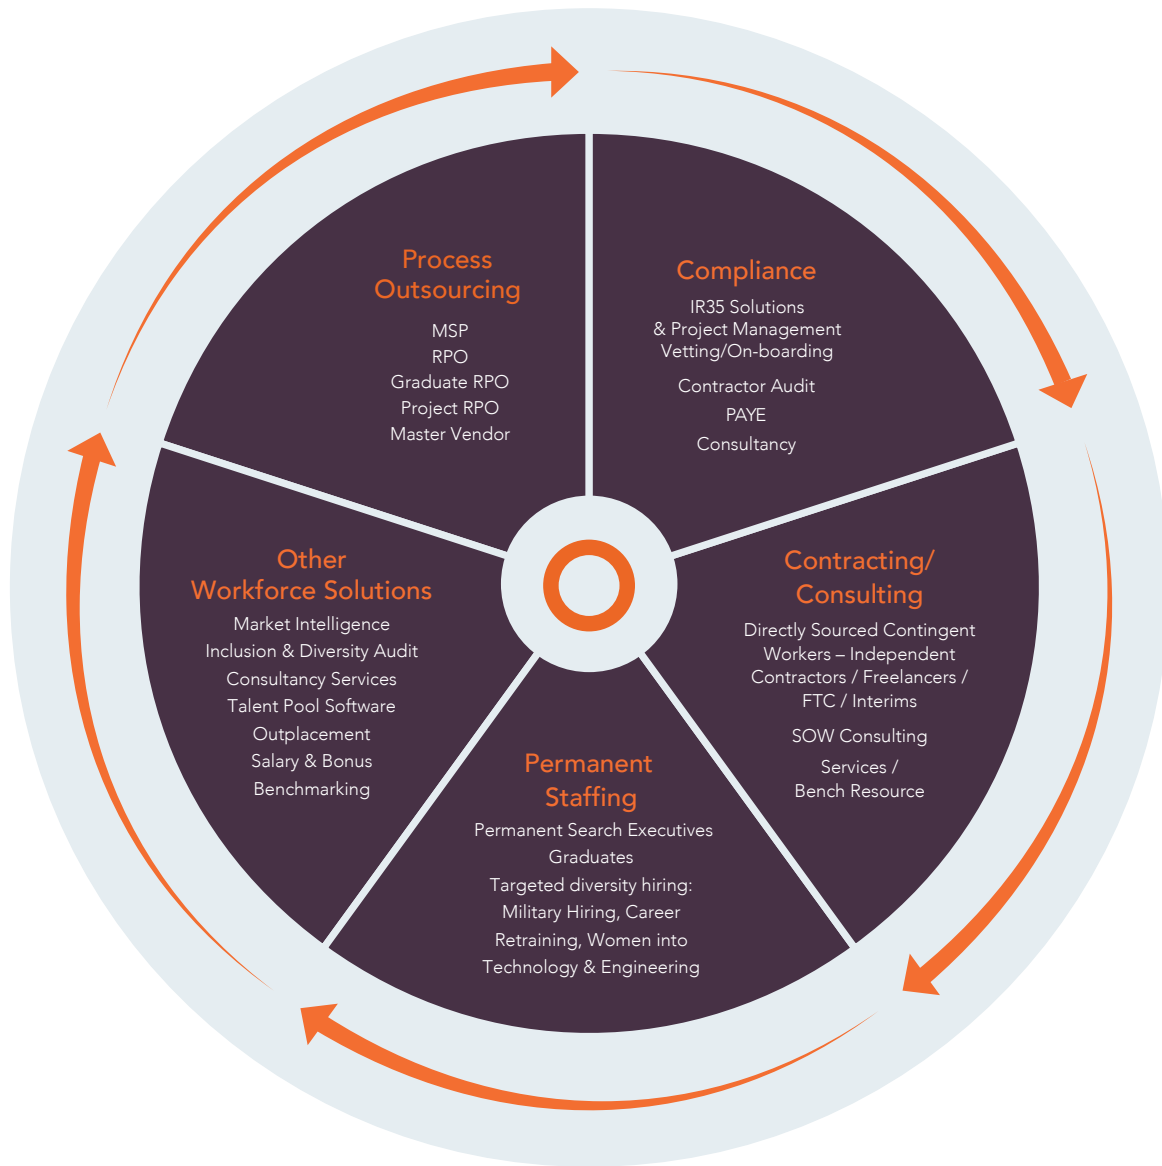 Process
Outsourcing
MSP
RPO
Graduate RPO
Project RPO
Master Vendor
Compliance
IR35 Solutions
& Project Management
Vetting/On-boarding
Contractor Audit
PAYE
Consultancy
Contracting/
Consulting
Directly Sourced Contingent
Workers – Independent
Contractors / Freelancers /
FTC / Interims
SOW Consulting
Services /
Bench Resource
Permanent
Staffing
Permanent Search Executives
Graduates
Targeted diversity hiring:
Military Hiring, Career
Retraining, Women into
Technology & Engineering
Other
Workforce Solutions
Market Intelligence
Inclusion & Diversity Audit
Consultancy Services
Talent Pool Software
Outplacement
Salary & Bonus
Benchmarking